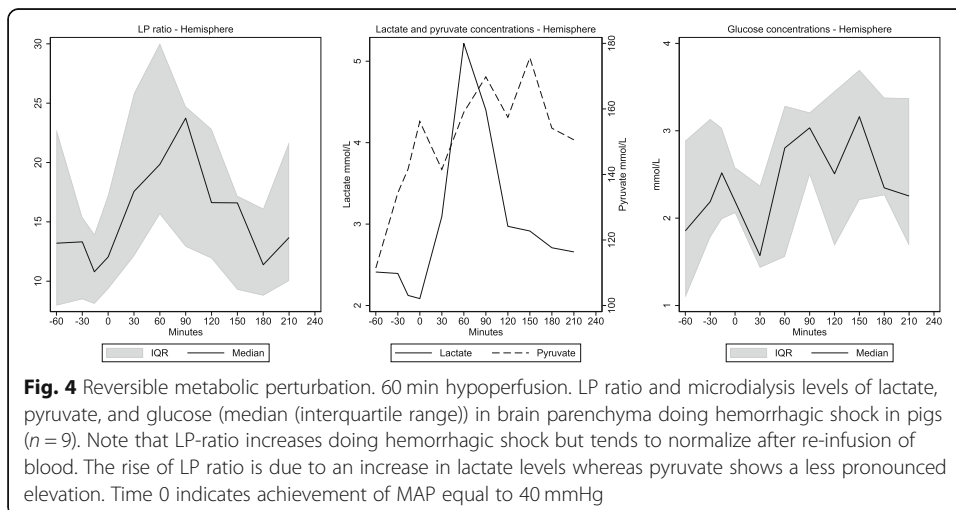 LP ratio - Hemisphere
30
25
20
15
10
-60 -30 0 30 60 90 120 150 180 210 240
Minutes
IQR Median
Lactate and pyruvate concentrations - Hemisphere
5
4
3
2
Lactate mmol/L
180
160
140
120
100
Pyruvate mmol/L
-60 -30 0 30 60 90 120 150 180 210 240
Minutes
Lactate Pyruvate
Glucose concentrations - Hemisphere
4
3
2
1
mmol/L
-60 -30 0 30 60 90 120 150 180 210 240
Minutes
IQR Median
Fig. 4 Reversible metabolic perturbation. 60 min hypoperfusion. LP ratio and microdialysis levels of lactate,
pyruvate, and glucose (median (interquartile range)) in brain parenchyma doing hemorrhagic shock in pigs
(n = 9). Note that LP-ratio increases doing hemorrhagic shock but tends to normalize after re-infusion of
blood. The rise of LP ratio is due to an increase in lactate levels whereas pyruvate shows a less pronounced
elevation. Time 0 indicates achievement of MAP equal to 40 mmHg